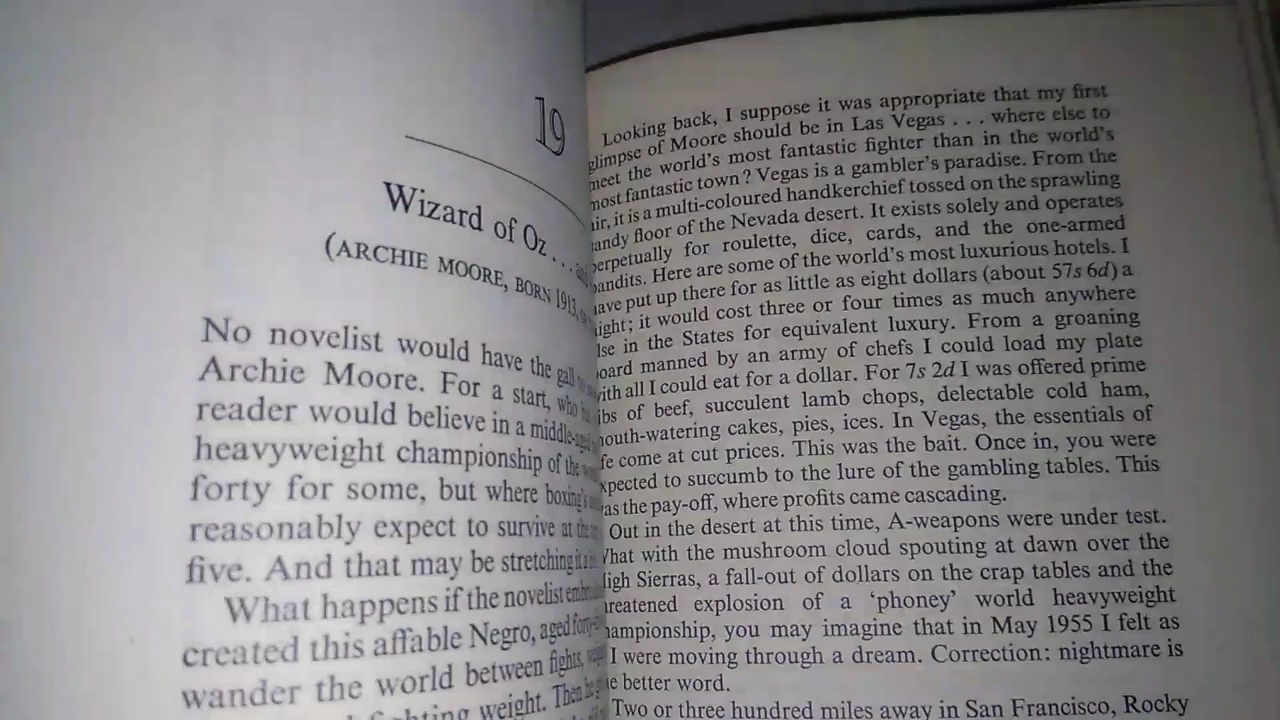 19
Wizard of Oz . . .
(ARCHIE MOORE, BORN 1913,
No novelist would have the gall
Archie Moore. For a start, who
reader would believe in a middle-aged
heavyweight championship of the
forty for some, but where boxing's
reasonably expect to survive at the
five. And that may be stretching it a
What happens if the novelist
created this affable Negro, aged
wander the world between fights,
fighting weight. Then he
Looking back, I suppose it was appropriate that my first
glimpse of Moore should be in Las Vegas . . . where else to
meet the world's most fantastic fighter than in the world's
most fantastic town? Vegas is a gambler's paradise. From the
air, it is a multi-coloured handkerchief tossed on the sprawling
sandy floor of the Nevada desert. It exists solely and operates
perpetually for roulette, dice, cards, and the one-armed
bandits. Here are some of the world's most luxurious hotels. I
have put up there for as little as eight dollars (about 57s 6d) a
night; it would cost three or four times as much anywhere
else in the States for equivalent luxury. From a groaning
board manned by an army of chefs I could load my plate
with all I could eat for a dollar. For 7s 2d I was offered prime
ribs of beef, succulent lamb chops, delectable cold ham,
mouth-watering cakes, pies, ices. In Vegas, the essentials of
life come at cut prices. This was the bait. Once in, you were
expected to succumb to the lure of the gambling tables. This
was the pay-off, where profits came cascading.
Out in the desert at this time, A-weapons were under test.
What with the mushroom cloud spouting at dawn over the
High Sierras, a fall-out of dollars on the crap tables and the
threatened explosion of a 'phoney' world heavyweight
championship, you may imagine that in May 1955 I felt as
I were moving through a dream. Correction: nightmare is
the better word.
Two or three hundred miles away in San Francisco, Rocky